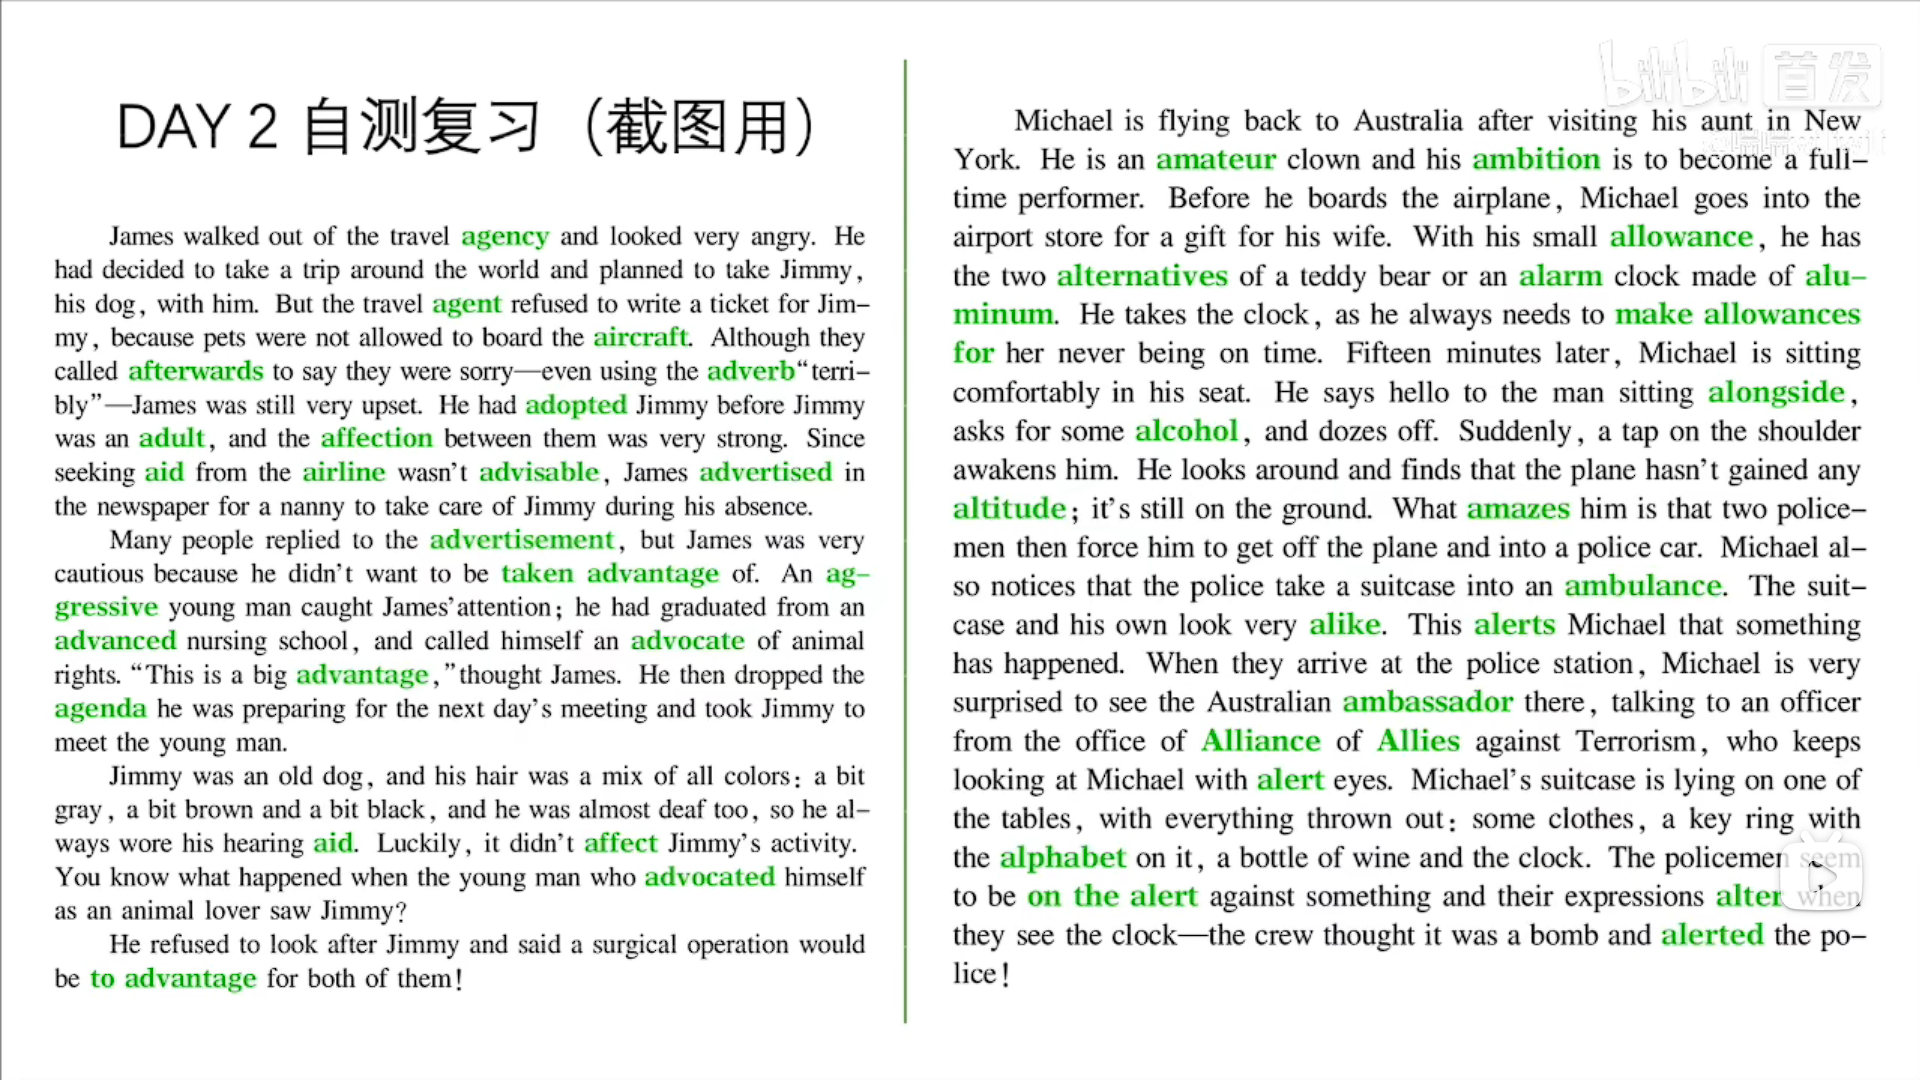 DAY 2 自测复习（截图用）
James walked out of the travel agency and looked very angry. He
had decided to take a trip around the world and planned to take Jimmy,
his dog, with him. But the travel agent refused to write a ticket for Jim–
my, because pets were not allowed to board the aircraft. Although they
called afterwards to say they were sorry—even using the adverb“terri–
bly”—James was still very upset. He had adopted Jimmy before Jimmy
was an adult, and the affection between them was very strong. Since
seeking aid from the airline wasn't advisable, James advertised in
the newspaper for a nanny to take care of Jimmy during his absence.
Many people replied to the advertisement, but James was very
cautious because he didn't want to be taken advantage of. An ag–
gressive young man caught James'attention; he had graduated from an
advanced nursing school, and called himself an advocate of animal
rights. “This is a big advantage,”thought James. He then dropped the
agenda he was preparing for the next day's meeting and took Jimmy to
meet the young man.
Jimmy was an old dog, and his hair was a mix of all colors: a bit
gray, a bit brown and a bit black, and he was almost deaf too, so he al–
ways wore his hearing aid. Luckily, it didn't affect Jimmy's activity.
You know what happened when the young man who advocated himself
as an animal lover saw Jimmy?
He refused to look after Jimmy and said a surgical operation would
be to advantage for both of them!
bilibili 首发
Michael is flying back to Australia after visiting his aunt in New
York. He is an amateur clown and his ambition is to become a full–
time performer. Before he boards the airplane, Michael goes into the
airport store for a gift for his wife. With his small allowance, he has
the two alternatives of a teddy bear or an alarm clock made of alu–
minum. He takes the clock, as he always needs to make allowances
for her never being on time. Fifteen minutes later, Michael is sitting
comfortably in his seat. He says hello to the man sitting alongside,
asks for some alcohol, and dozes off. Suddenly, a tap on the shoulder
awakens him. He looks around and finds that the plane hasn't gained any
altitude; it's still on the ground. What amazes him is that two police–
men then force him to get off the plane and into a police car. Michael al–
so notices that the police take a suitcase into an ambulance. The suit–
case and his own look very alike. This alerts Michael that something
has happened. When they arrive at the police station, Michael is very
surprised to see the Australian ambassador there, talking to an officer
from the office of Alliance of Allies against Terrorism, who keeps
looking at Michael with alert eyes. Michael's suitcase is lying on one of
the tables, with everything thrown out: some clothes, a key ring with
the alphabet on it, a bottle of wine and the clock. The policemen seem
to be on the alert against something and their expressions alter when
they see the clock—the crew thought it was a bomb and alerted the po–
lice!